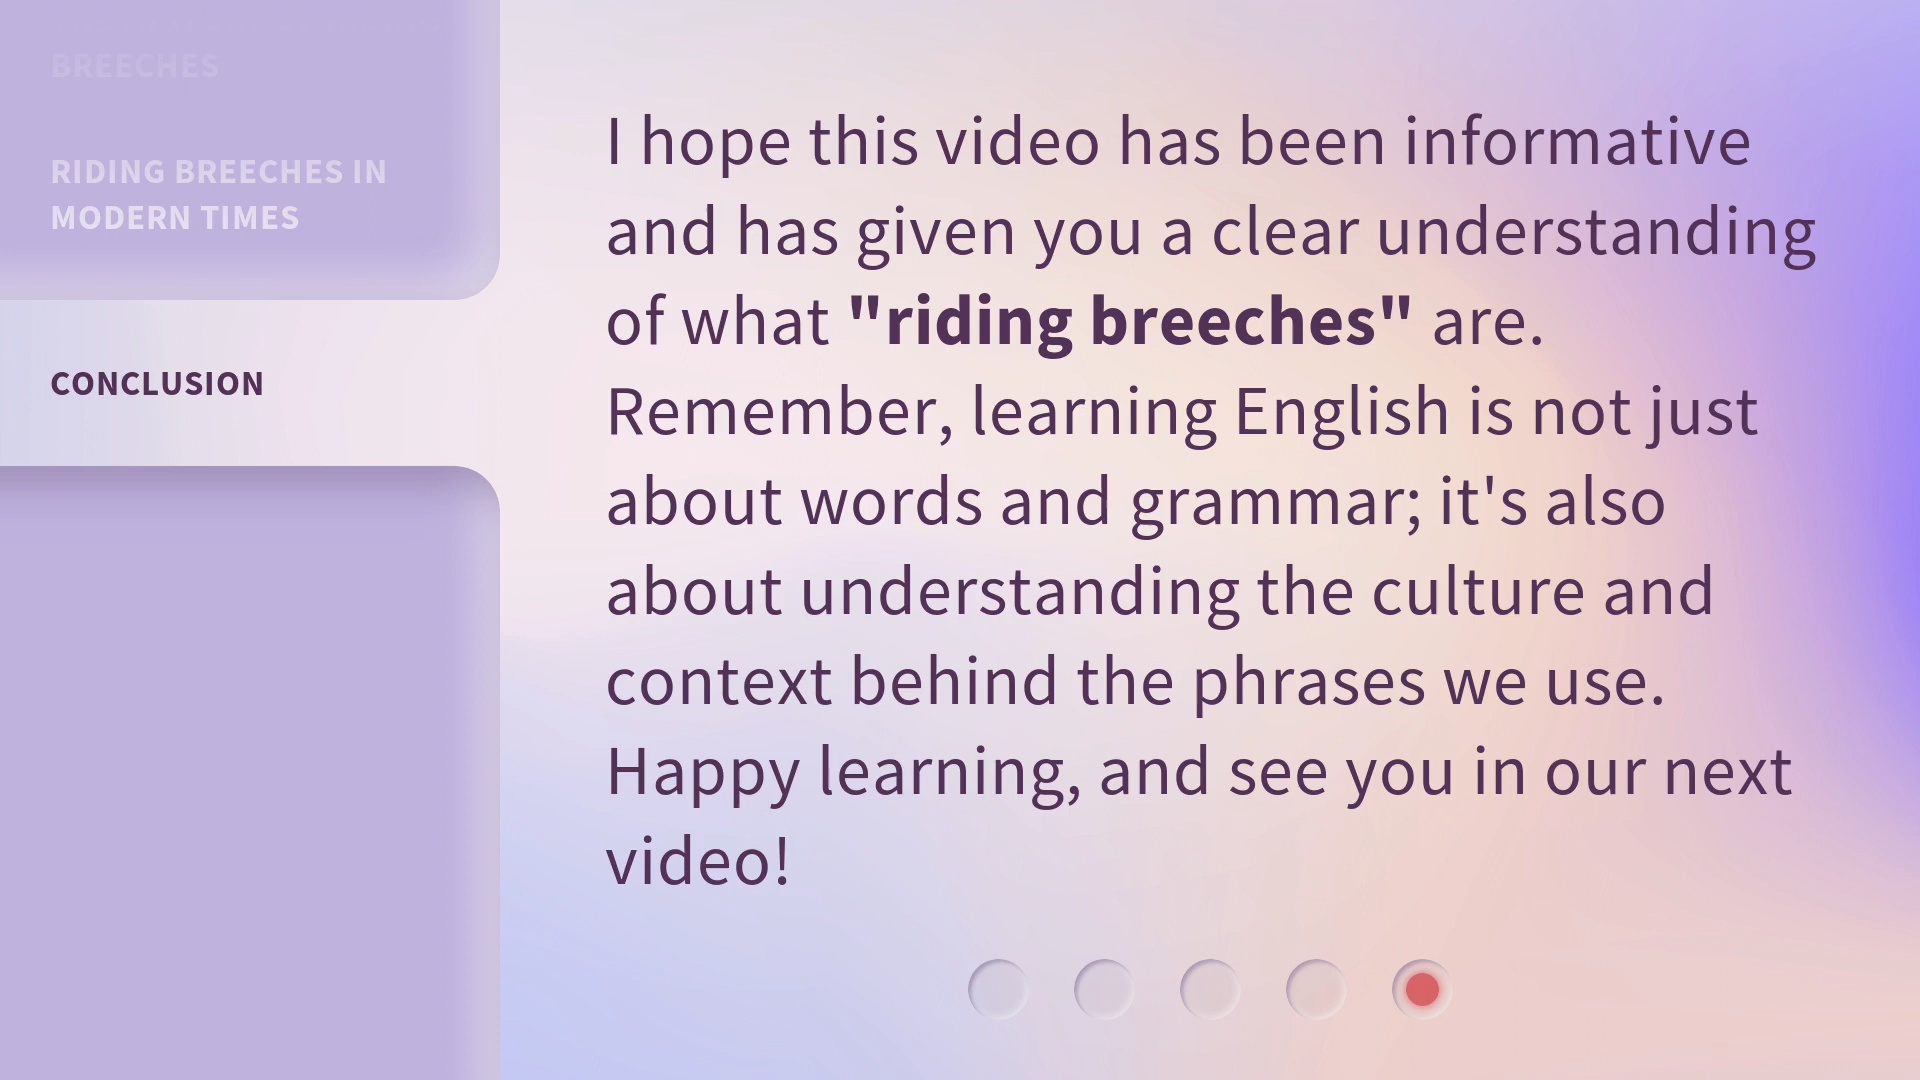 BREECHES
RIDING BREECHES IN
MODERN TIMES
CONCLUSION
I hope this video has been informative
and has given you a clear understanding
of what "riding breeches" are.
Remember, learning English is not just
about words and grammar; it's also
about understanding the culture and
context behind the phrases we use.
Happy learning, and see you in our next
video!